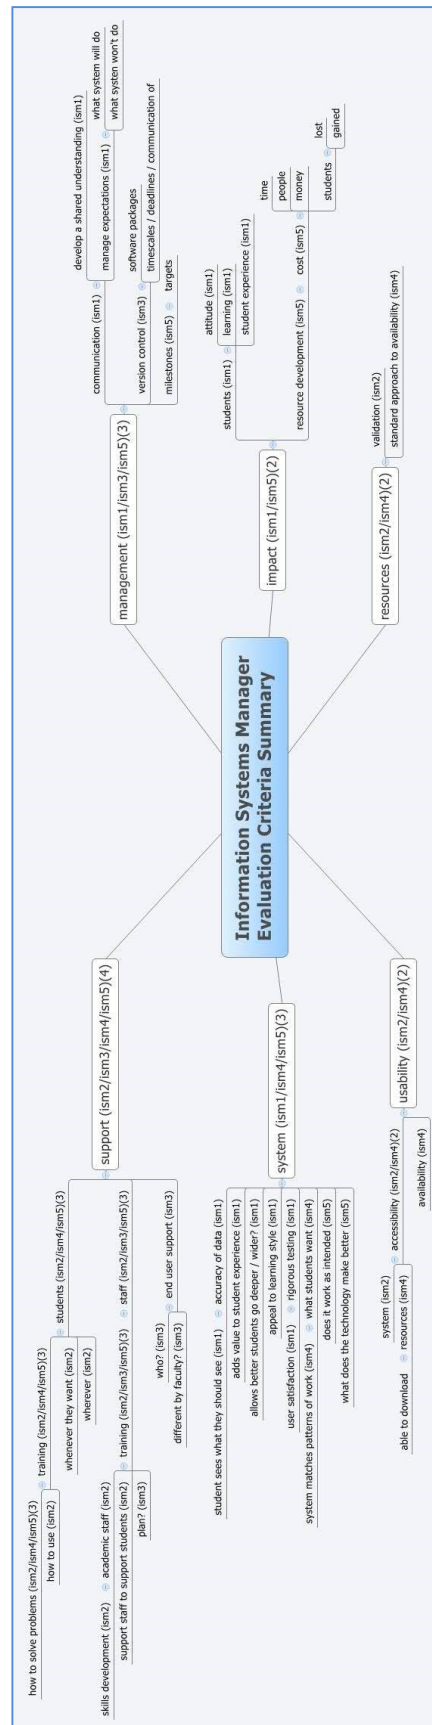 Information Systems Manager
Evaluation Criteria Summary
support (ism2/ism3/ism4/ism5)(4)
students (ism2/ism4/ism5)(3)
training (ism2/ism4/ism5)(3)
how to solve problems (ism2/ism4/ism5)(3)
how to use (ism2)
whenever they want (ism2)
wherever (ism2)
staff (ism2/ism3/ism5)(3)
training (ism2/ism3/ism5)(3)
academic staff (ism2)
skills development (ism2)
support staff to support students (ism2)
plan? (ism3)
end user support (ism3)
who? (ism3)
different by faculty? (ism3)
system (ism1/ism4/ism5)(3)
accuracy of data (ism1)
student sees what they should see (ism1)
adds value to student experience (ism1)
allows better students go deeper / wider? (ism1)
appeal to learning style (ism1)
rigorous testing (ism1)
user satisfaction (ism1)
what students want (ism4)
system matches patterns of work (ism4)
does it work as intended (ism5)
what does the technology make better (ism5)
usability (ism2/ism4)(2)
accessibility (ism2/ism4)(2)
system (ism2)
resources (ism4)
able to download
availability (ism4)
management (ism1/ism3/ism5)(3)
communication (ism1)
develop a shared understanding (ism1)
manage expectations (ism1)
what system will do
what systen won't do
version control (ism3)
software packages
timescales / deadlines / communication of
milestones (ism5)
targets
impact (ism1/ism5)(2)
students (ism1)
attitude (ism1)
learning (ism1)
student experience (ism1)
resource development (ism5)
cost (ism5)
time
people
money
students
lost
gained
resources (ism2/ism4)(2)
validation (ism2)
standard approach to availability (ism4)